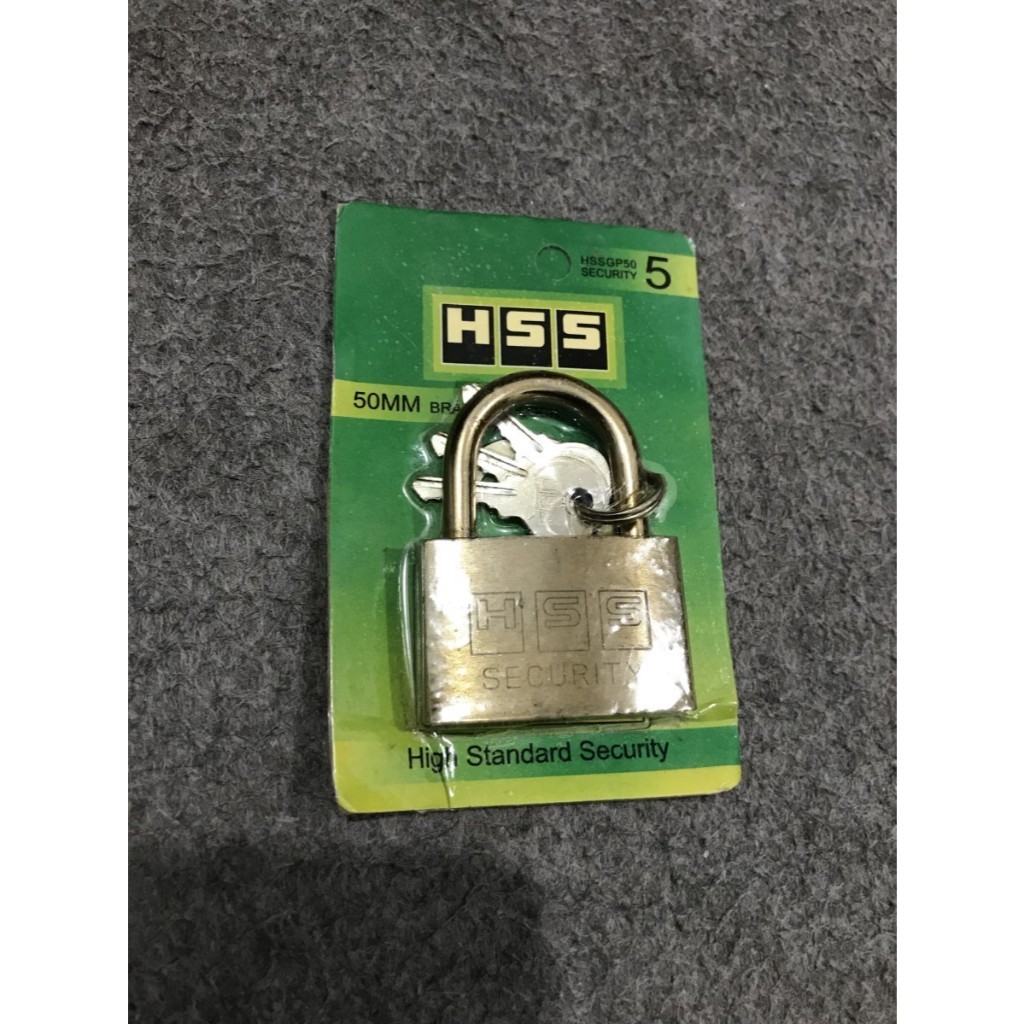 HSSGP50
SECURITY 5
HSS
50MM
HSS
SECURITY
High Standard Security